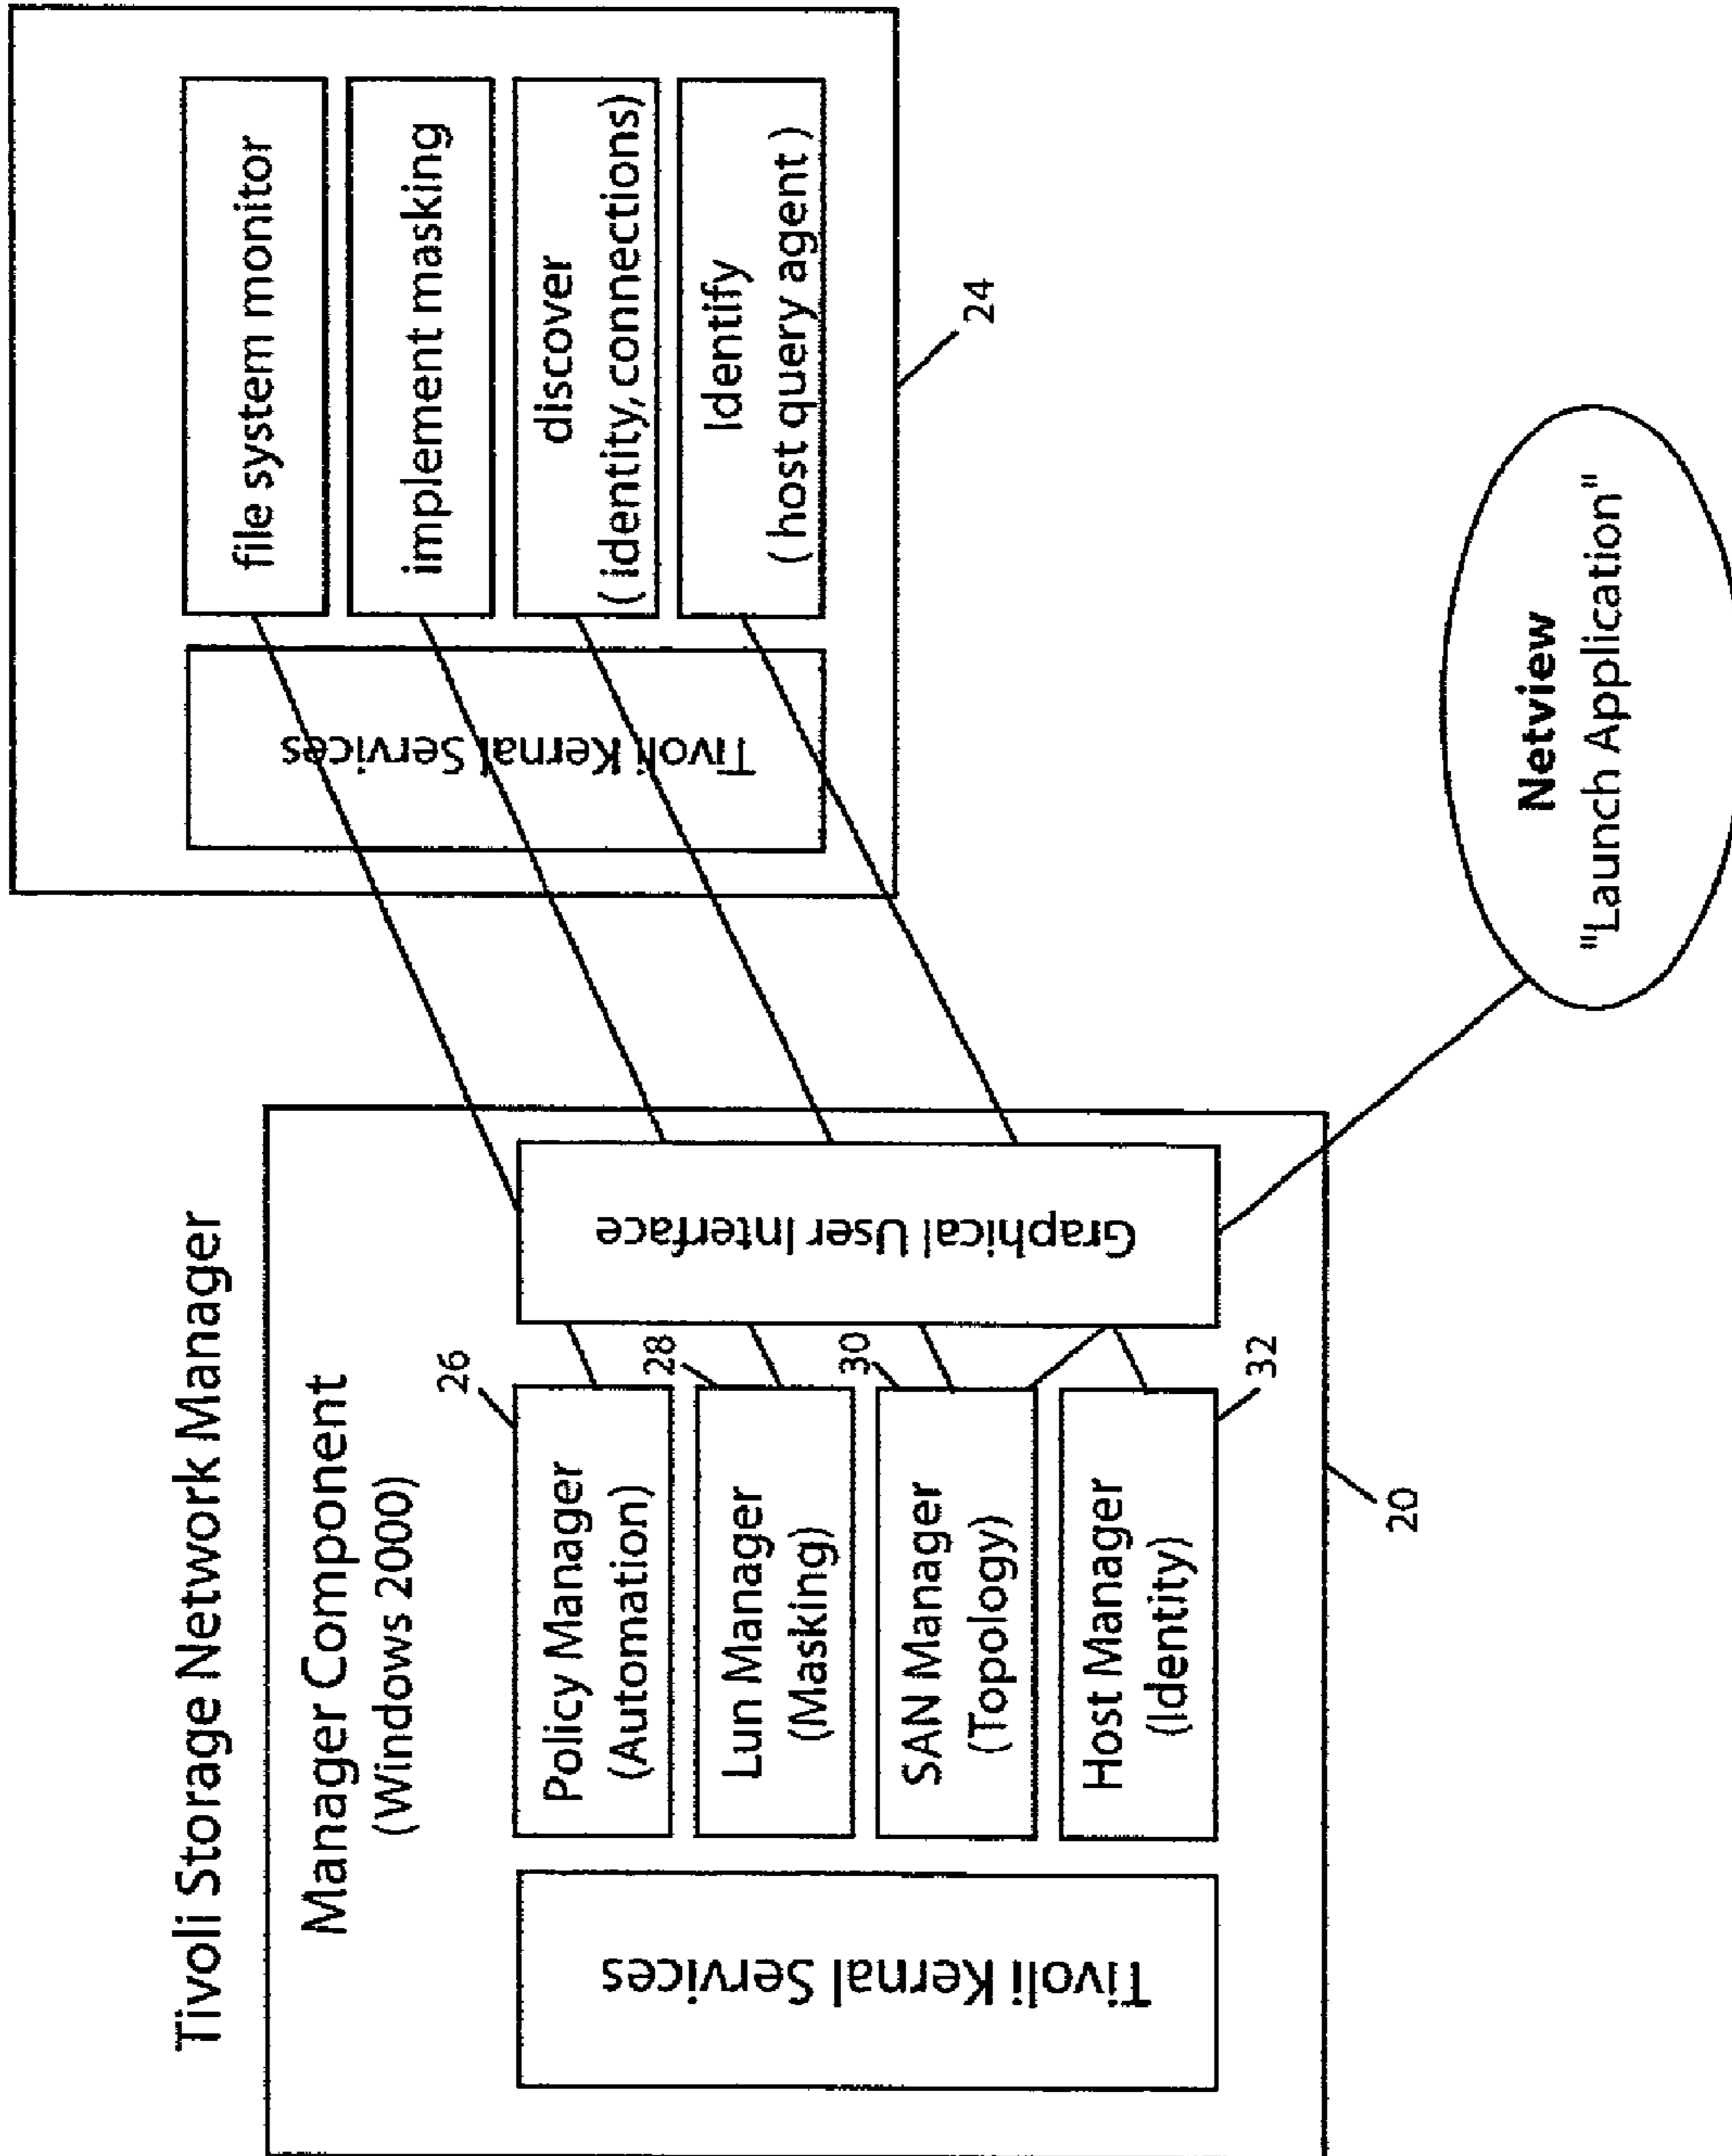 Tivoli Storage Network Manager
Manager Component
(Windows 2000)
Tivoli Kernal Services
Policy Manager
(Automation)
26
Lun Manager
(Masking)
28
SAN Manager
(Topology)
30
Host Manager
(Identity)
32
Graphical User Interface
20
Tivoli Kernal Services
file system monitor
implement masking
discover
(identity, connections)
Identify
(host query agent)
24
Netview
"Launch Application"